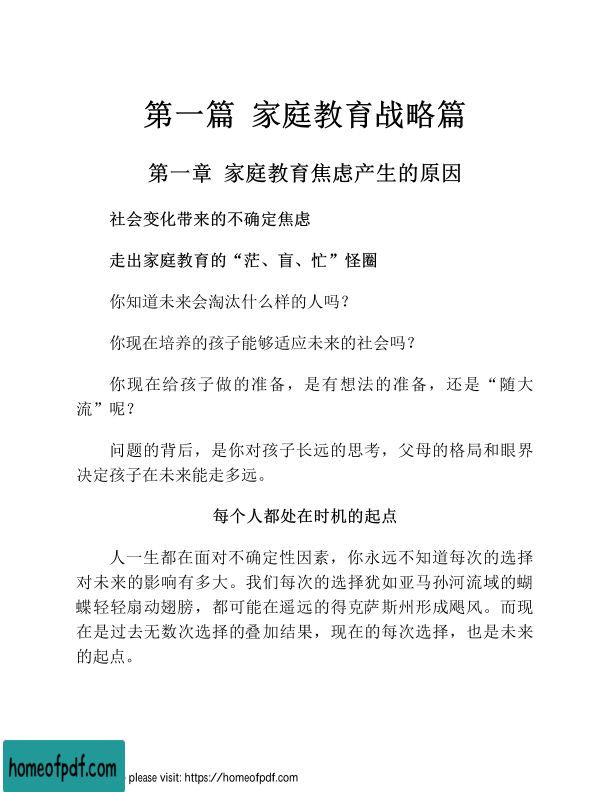 第一篇 家庭教育战略篇
第一章 家庭教育焦虑产生的原因
社会变化带来的不确定焦虑
走出家庭教育的“茫、盲、忙”怪圈
你知道未来会淘汰什么样的人吗？
你现在培养的孩子能够适应未来的社会吗？
你现在给孩子做的准备，是有想法的准备，还是“随大
流”呢？
问题的背后，是你对孩子长远的思考，父母的格局和眼界
决定孩子在未来能走多远。
每个人都处在时机的起点
人一生都在面对不确定性因素，你永远不知道每次的选择
对未来的影响有多大。我们每次的选择犹如亚马孙河流域的蝴
蝶轻轻扇动翅膀，都可能在遥远的得克萨斯州形成飓风。而现
在是过去无数次选择的叠加结果，现在的每次选择，也是未来
的起点。
homeofpdf.com
please visit: https://homeofpdf.com